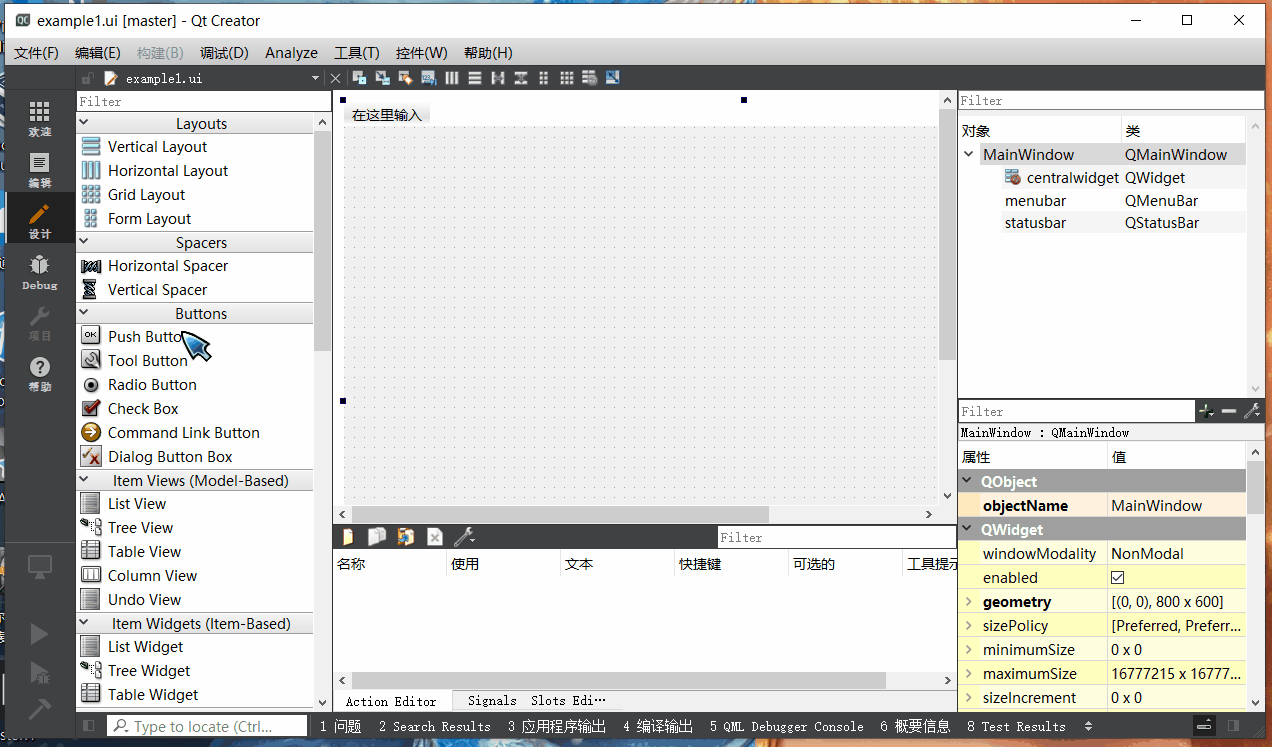 example1.ui [master] - Qt Creator
文件(F) 编辑(E) 构建(B) 调试(D) Analyze 工具(T) 控件(W) 帮助(H)
example1.ui
欢迎
编辑
设计
Debug
项目
帮助
Filter
Layouts
Vertical Layout
Horizontal Layout
Grid Layout
Form Layout
Spacers
Horizontal Spacer
Vertical Spacer
Buttons
Push Butto
Tool Button
Radio Button
Check Box
Command Link Button
Dialog Button Box
Item Views (Model-Based)
List View
Tree View
Table View
Column View
Undo View
Item Widgets (Item-Based)
List Widget
Tree Widget
Table Widget
在这里输入
Filter
名称 使用 文本 快捷键 可选的 工具提示
Action Editor Signals Slots Edi…
Filter
对象 类
MainWindow QMainWindow
centralwidget QWidget
menubar QMenuBar
statusbar QStatusBar
Filter
MainWindow : QMainWindow
属性 值
QObject
objectName MainWindow
QWidget
windowModality NonModal
enabled
geometry [(0, 0), 800 x 600]
sizePolicy [Preferred, Preferr...
minimumSize 0 x 0
maximumSize 16777215 x 16777...
sizeIncrement 0 x 0
Type to locate (Ctrl... 1 问题 2 Search Results 3 应用程序输出 4 编译输出 5 QML Debugger Console 6 概要信息 8 Test Results